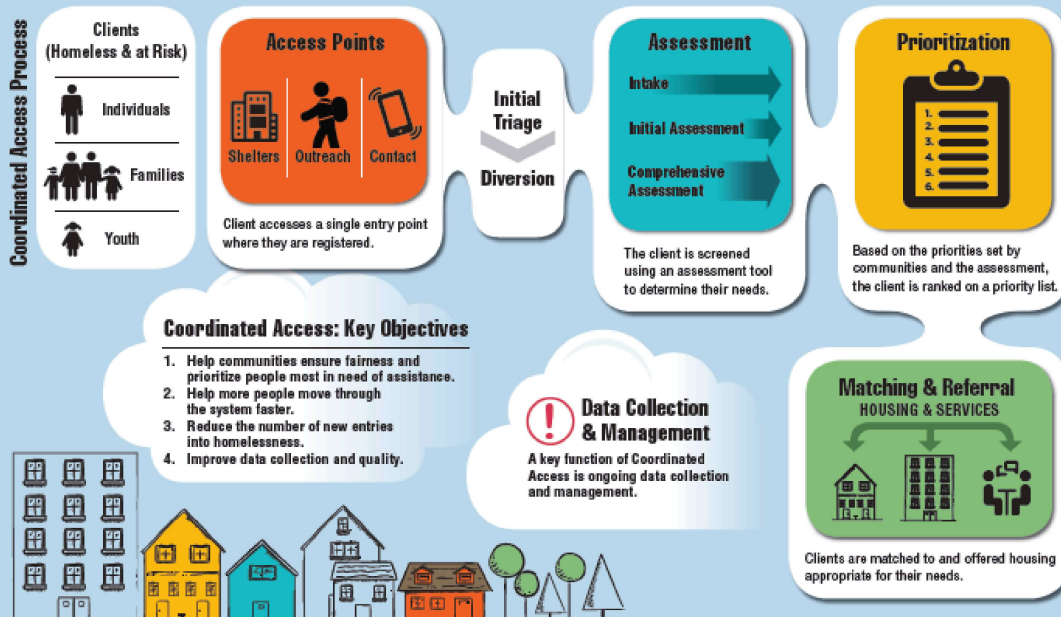 Coordinated Access Process
Clients
(Homeless & at Risk)
Individuals
Families
Youth
Access Points
Shelters
Outreach
Contact
Client accesses a single entry point
where they are registered.
Initial
Triage
Diversion
Assessment
Intake
Initial Assessment
Comprehensive
Assessment
The client is screened
using an assessment tool
to determine their needs.
Prioritization
1.
2.
3.
4.
5.
6.
Based on the priorities set by
communities and the assessment,
the client is ranked on a priority list.
Matching & Referral
HOUSING & SERVICES
Clients are matched to and offered housing
appropriate for their needs.
Coordinated Access: Key Objectives
1. Help communities ensure fairness and
prioritize people most in need of assistance.
2. Help more people move through
the system faster.
3. Reduce the number of new entries
into homelessness.
4. Improve data collection and quality.
Data Collection
& Management
A key function of Coordinated
Access is ongoing data collection
and management.